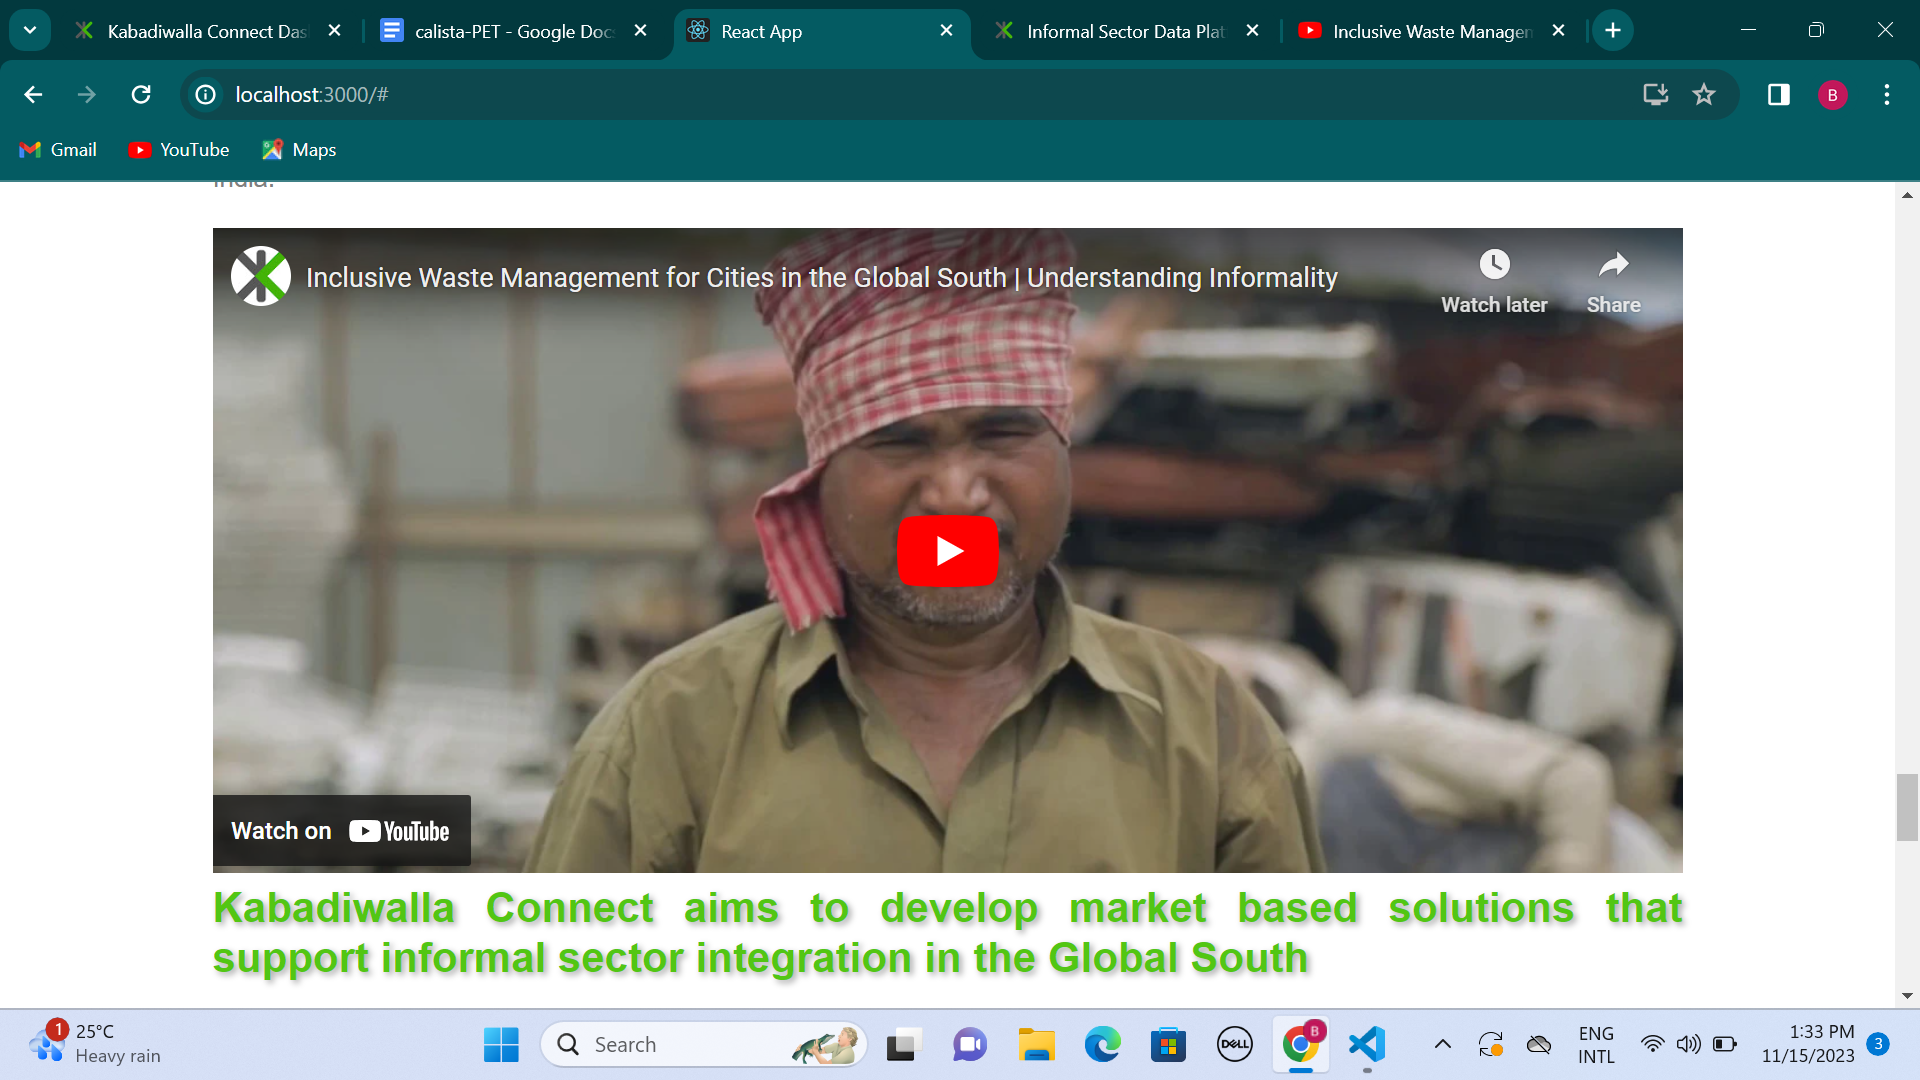 Kabadiwalla Connect Das
calista-PET - Google Docs
React App
Informal Sector Data Plat
Inclusive Waste Managem
localhost:3000/#
B
Gmail
YouTube
Maps
India.
Inclusive Waste Management for Cities in the Global South | Understanding Informality
Watch later
Share
Watch on YouTube
Kabadiwalla Connect aims to develop market based solutions that
support informal sector integration in the Global South
1
25°C
Heavy rain
Search
DELL
B
ENG
INTL
1:33 PM
11/15/2023
3